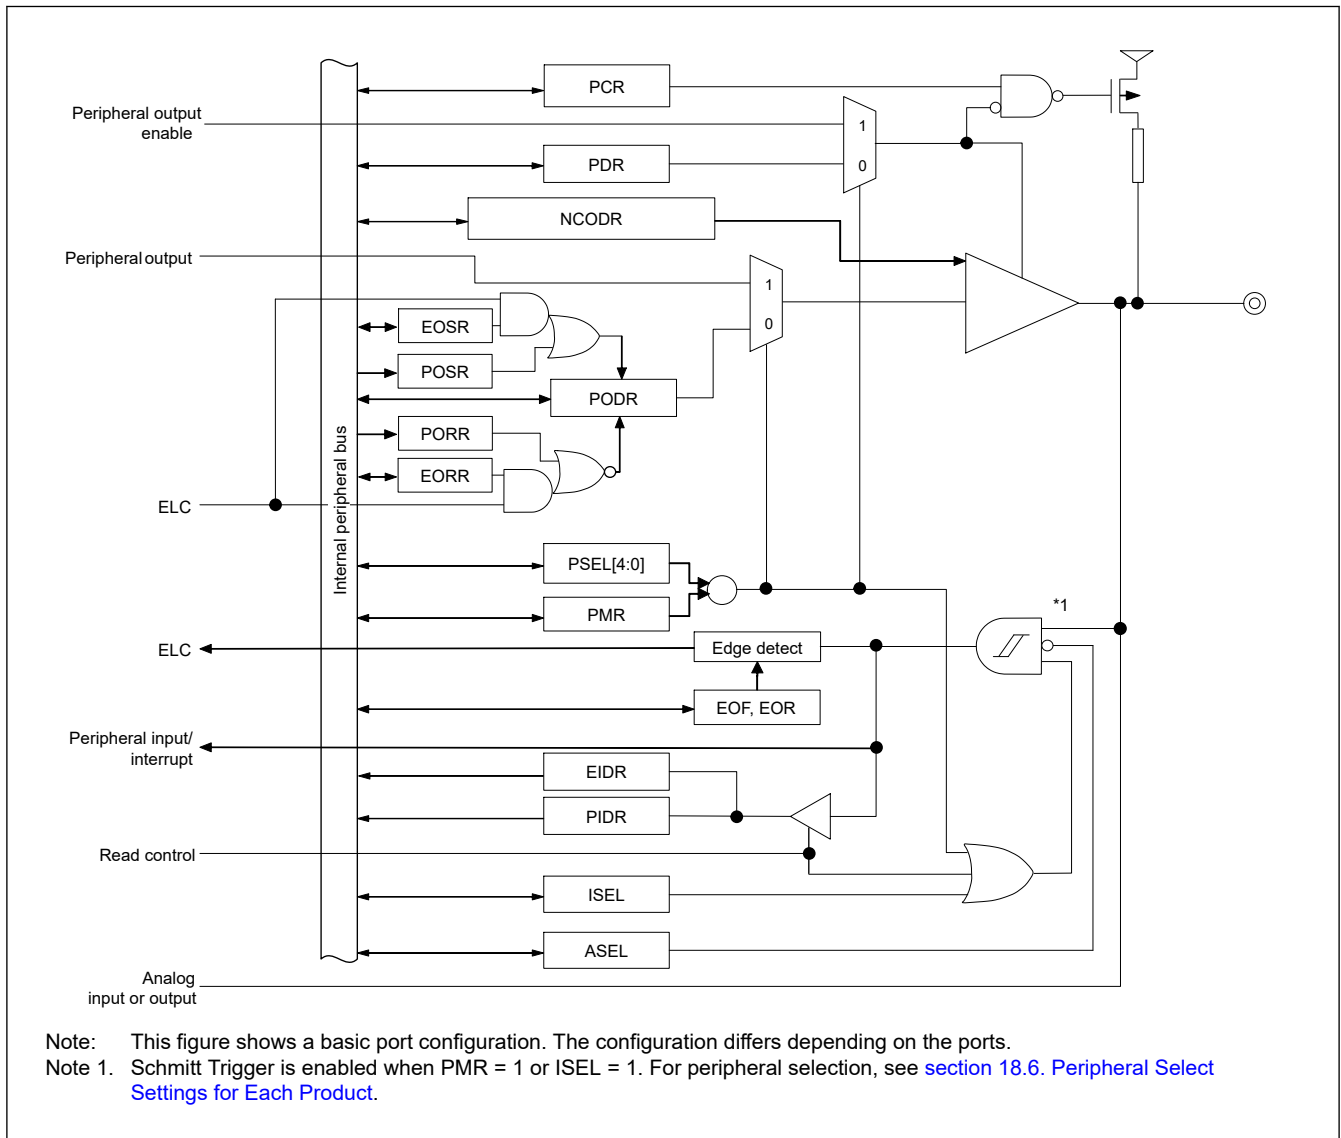 PCR
Peripheral output
enable
1
PDR
0
NCODR
Peripheral output
1
EOSR
0
POSR
PODR
PORR
Internal peripheral bus
EORR
ELC
PSEL[4:0]
*1
PMR
ELC
Edge detect
EOF, EOR
Peripheral input/
interrupt
EIDR
PIDR
Read control
ISEL
ASEL
Analog
input or output
Note: This figure shows a basic port configuration. The configuration differs depending on the ports.
Note 1. Schmitt Trigger is enabled when PMR = 1 or ISEL = 1. For peripheral selection, see section 18.6. Peripheral Select
Settings for Each Product.